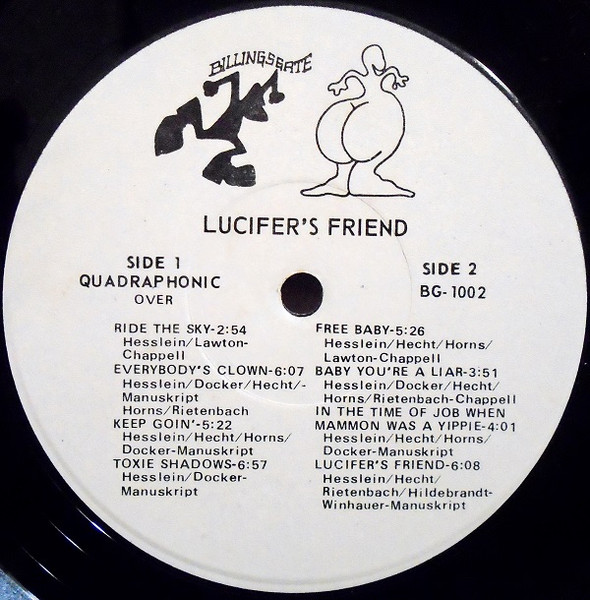 BILLINGSGATE
LUCIFER'S FRIEND
SIDE 1
QUADRAPHONIC
OVER
SIDE 2
BG-1002
RIDE THE SKY-2:54
Hesslein/Lawton-
Chappell
EVERYBODY'S CLOWN-6:07
Hesslein/Docker/Hecht/-
Manuskript
Horns/Rietenbach
KEEP GOIN'-5:22
Hesslein/Hecht/Horns/
Docker-Manuskript
TOXIE SHADOWS-6:57
Hesslein/Docker-
Manuskript
FREE BABY-5:26
Hesslein/Hecht/Horns/
Lawton-Chappell
BABY YOU'RE A LIAR-3:51
Hesslein/Docker/Hecht/
Horns/Rietenbach-Chappell
IN THE TIME OF JOB WHEN
MAMMON WAS A YIPPIE-4:01
Hesslein/Hecht/Horns/
Docker-Manuskript
LUCIFER'S FRIEND-6:08
Hesslein/Hecht/
Rietenbach/Hildebrandt-
Winhauer-Manuskript